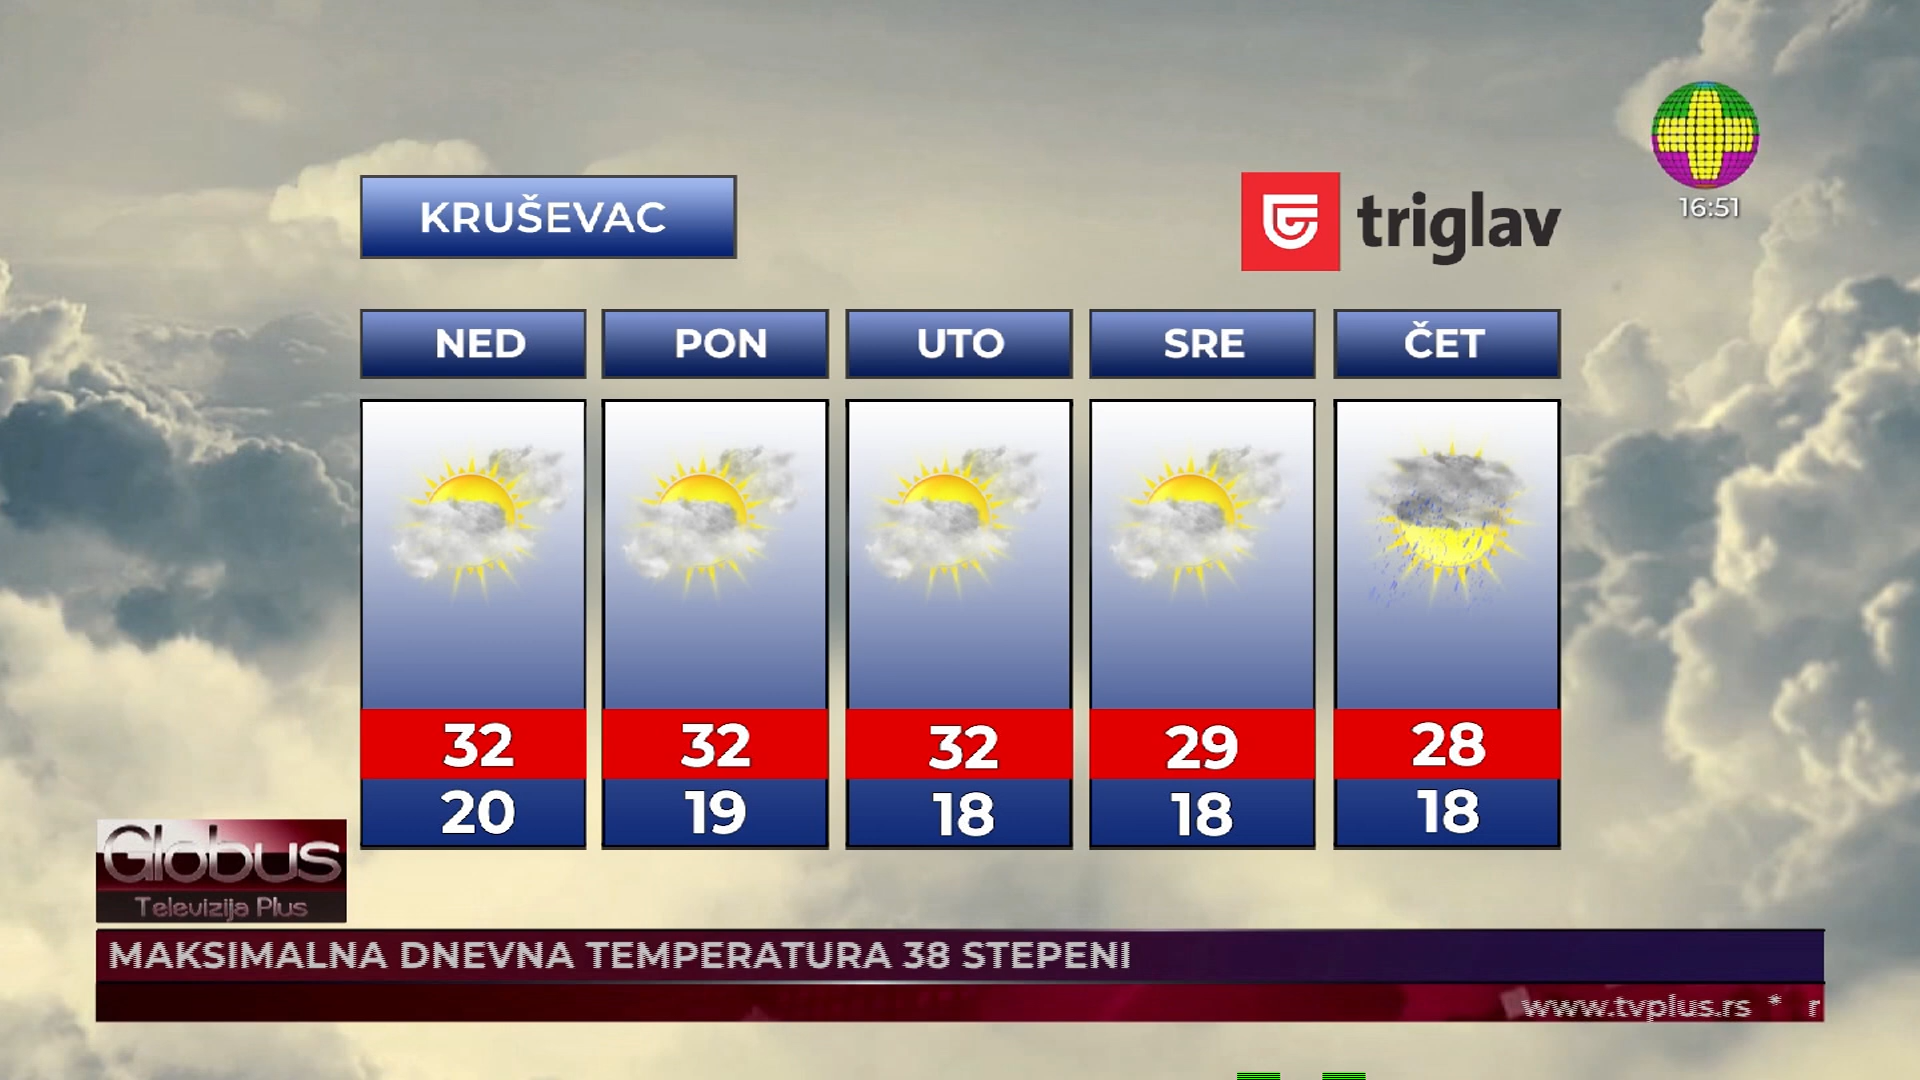 KRUŠEVAC
triglav
16:51
NED PON UTO SRE ČET
32 32 32 29 28
20 19 18 18 18
Globus
Televizija Plus
MAKSIMALNA DNEVNA TEMPERATURA 38 STEPENI
www.tvplus.rs * r